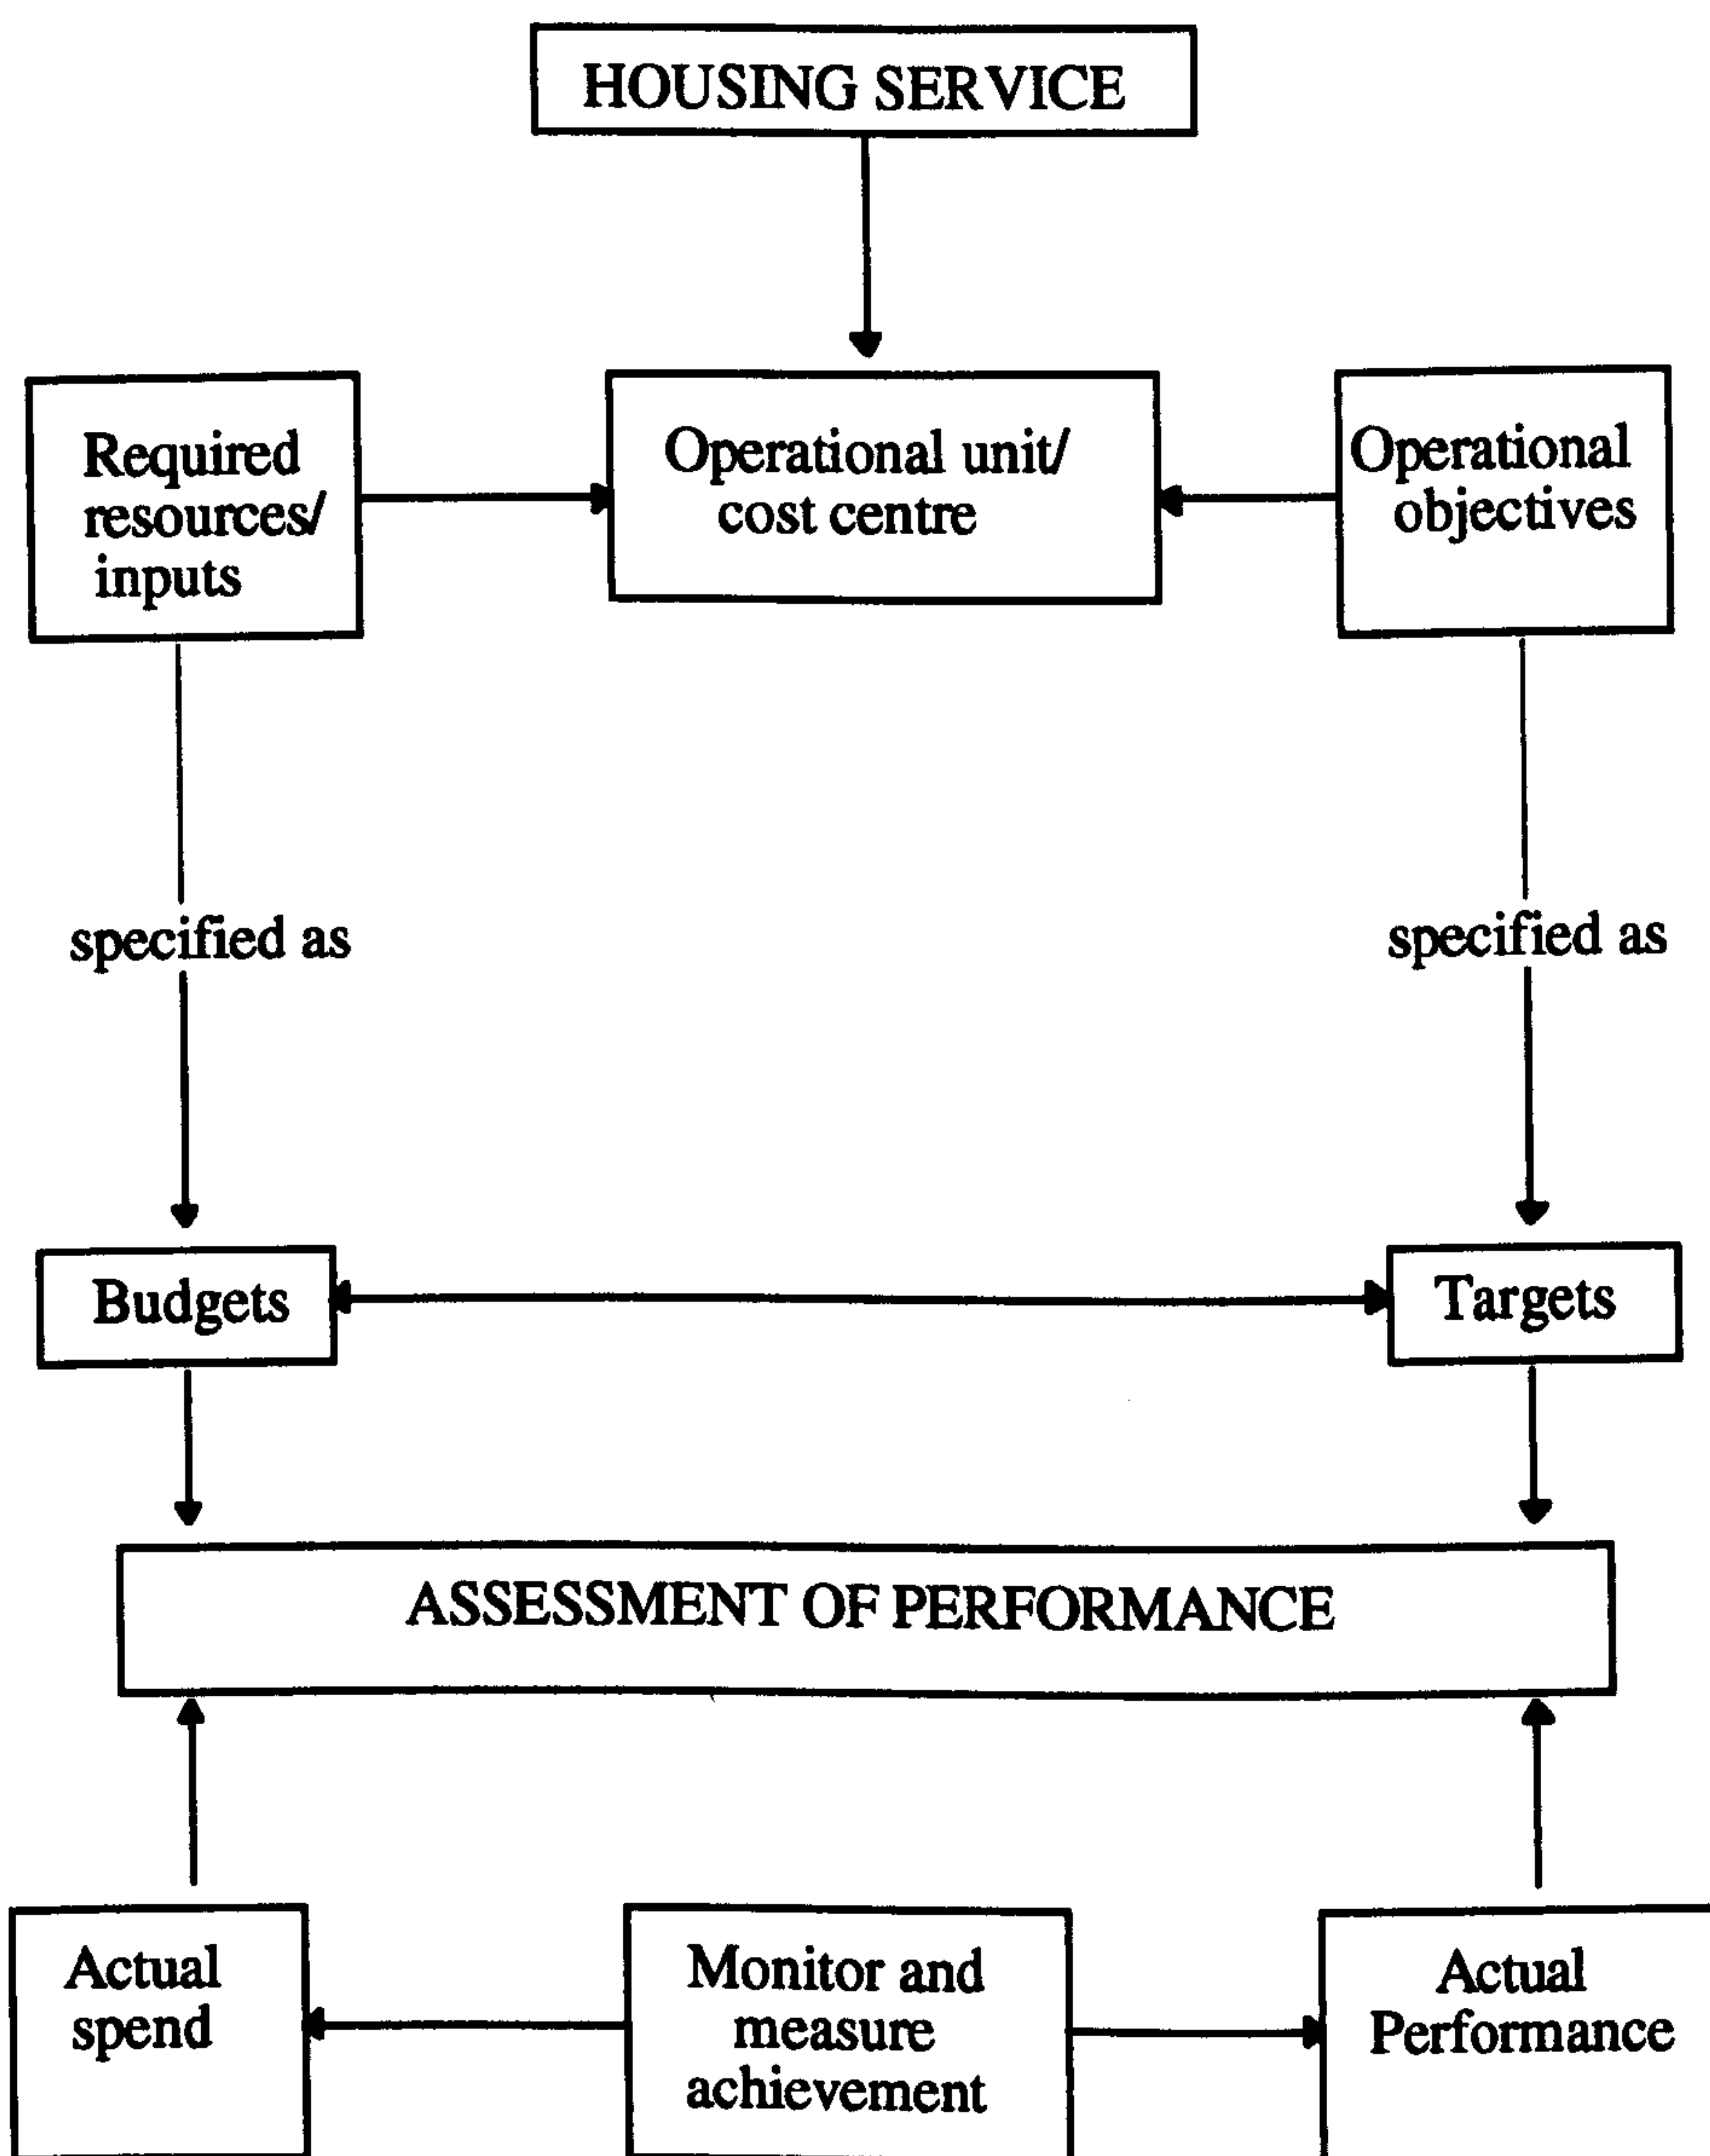 HOUSING SERVICE
Required
resources/
inputs
Operational unit/
cost centre
Operational
objectives
specified as
specified as
Budgets
Targets
ASSESSMENT OF PERFORMANCE
Actual
spend
Monitor and
measure
achievement
Actual
Performance